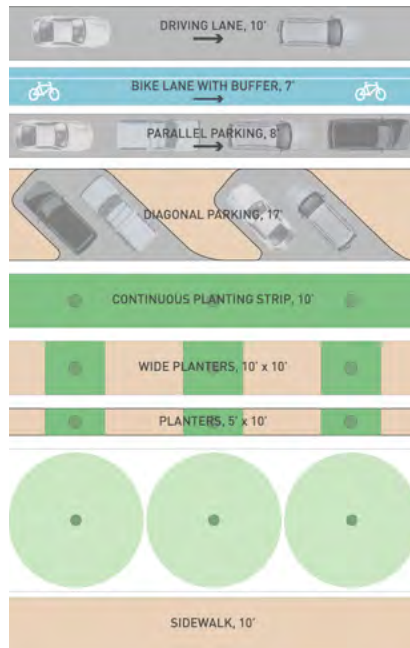 DRIVING LANE, 10'
BIKE LANE WITH BUFFER, 7'
PARALLEL PARKING, 8'
DIAGONAL PARKING, 17'
CONTINUOUS PLANTING STRIP, 10'
WIDE PLANTERS, 10' x 10'
PLANTERS, 5' x 10'
SIDEWALK, 10'